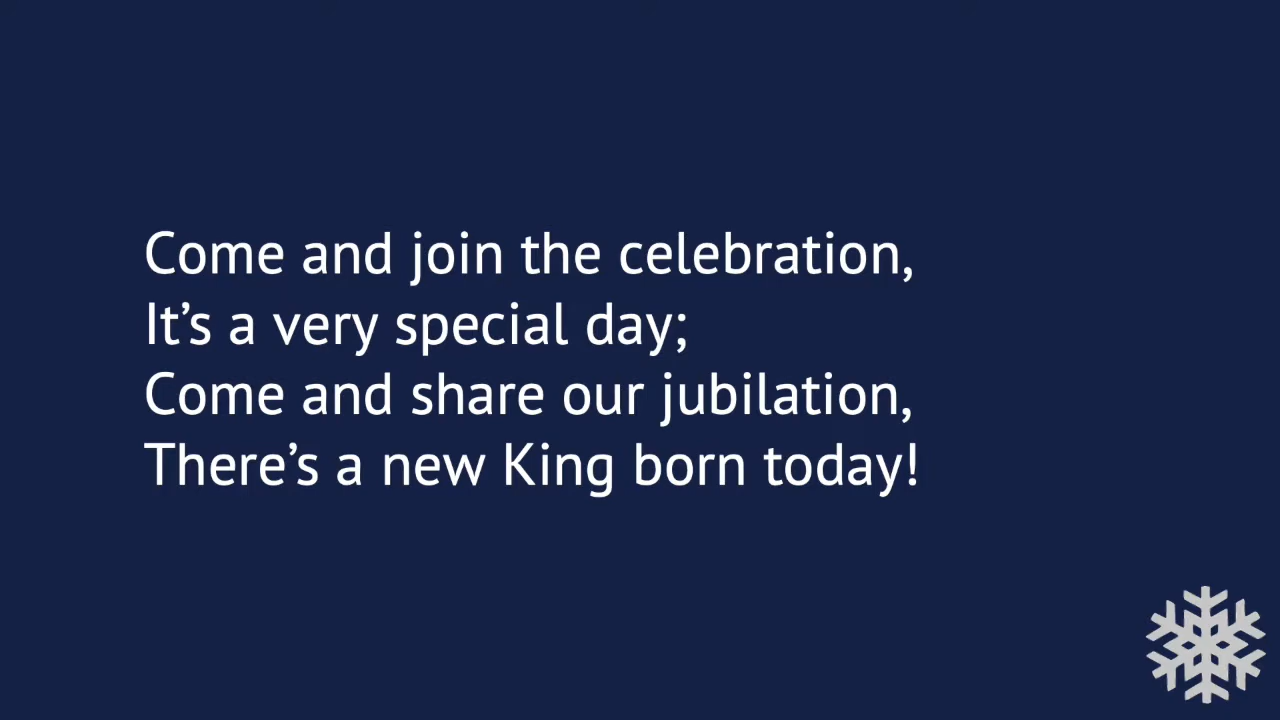 Come and join the celebration,
It’s a very special day;
Come and share our jubilation,
There’s a new King born today!